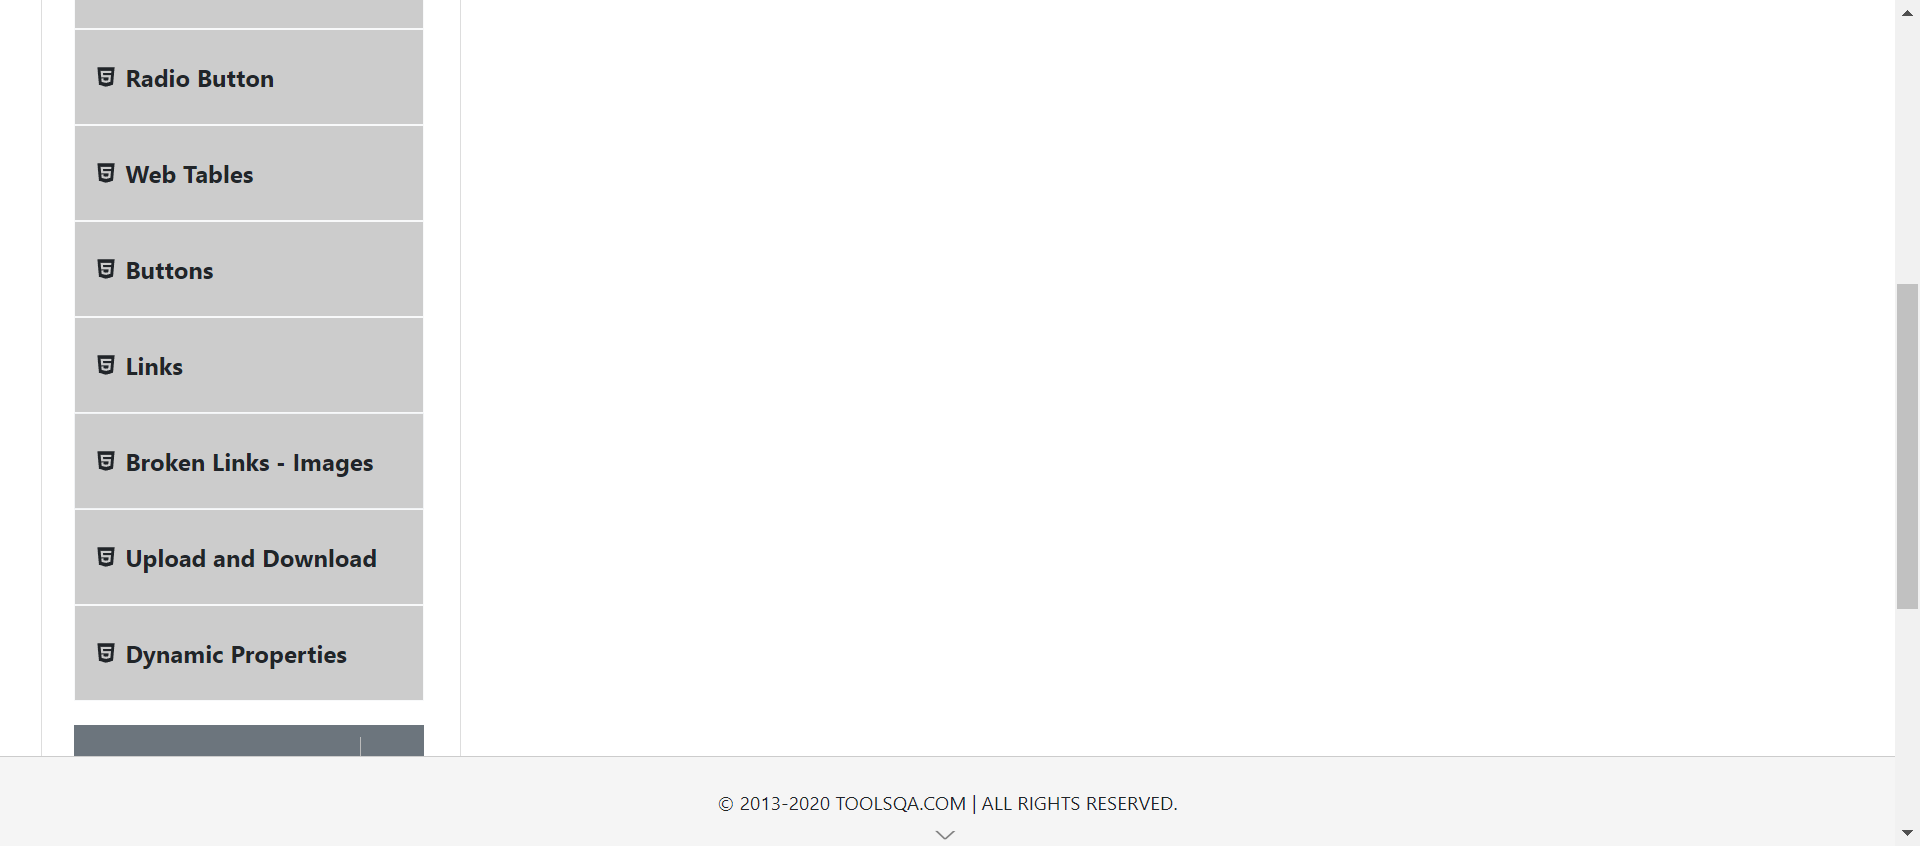 Radio Button
Web Tables
Buttons
Links
Broken Links - Images
Upload and Download
Dynamic Properties
© 2013-2020 TOOLSQA.COM | ALL RIGHTS RESERVED.